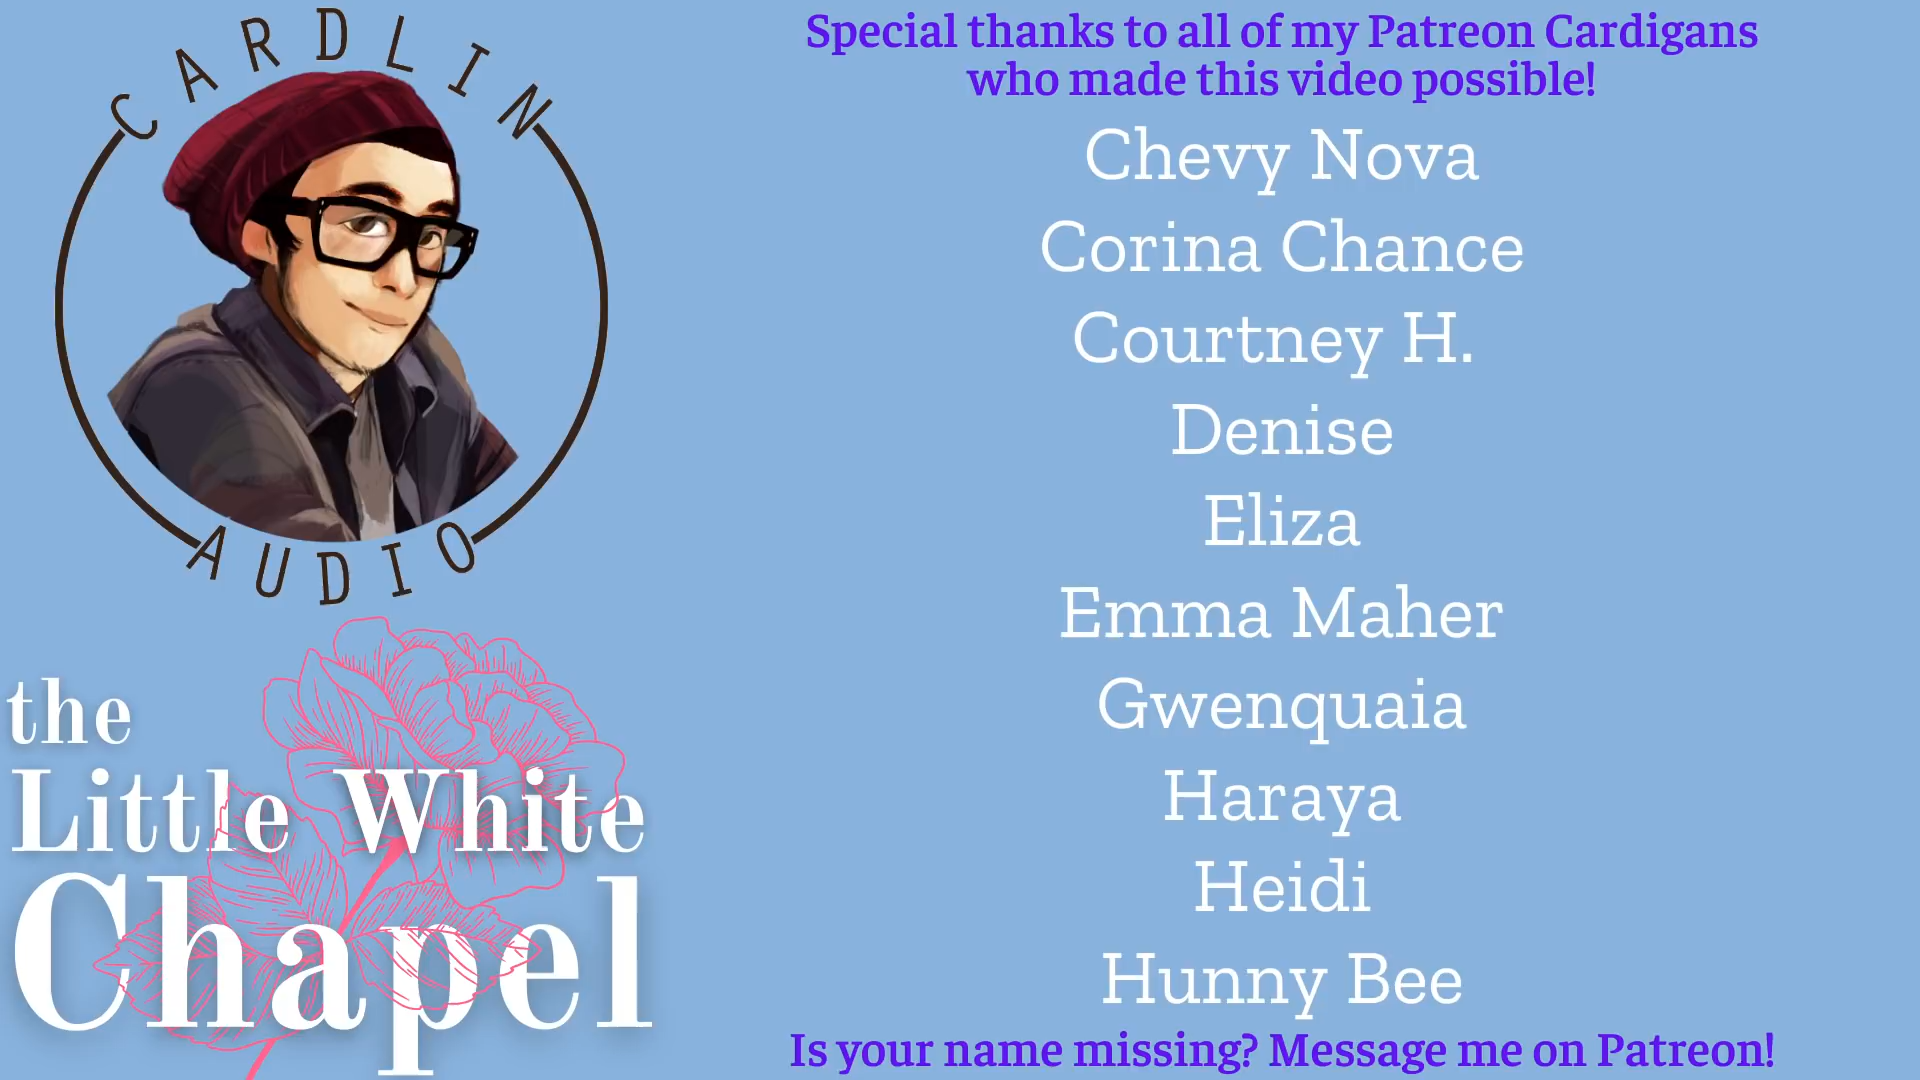 CARDLIN
AUDIO
the
Little White
Chapel
Special thanks to all of my Patreon Cardigans
who made this video possible!
Chevy Nova
Corina Chance
Courtney H.
Denise
Eliza
Emma Maher
Gwenquaia
Haraya
Heidi
Hunny Bee
Is your name missing? Message me on Patreon!